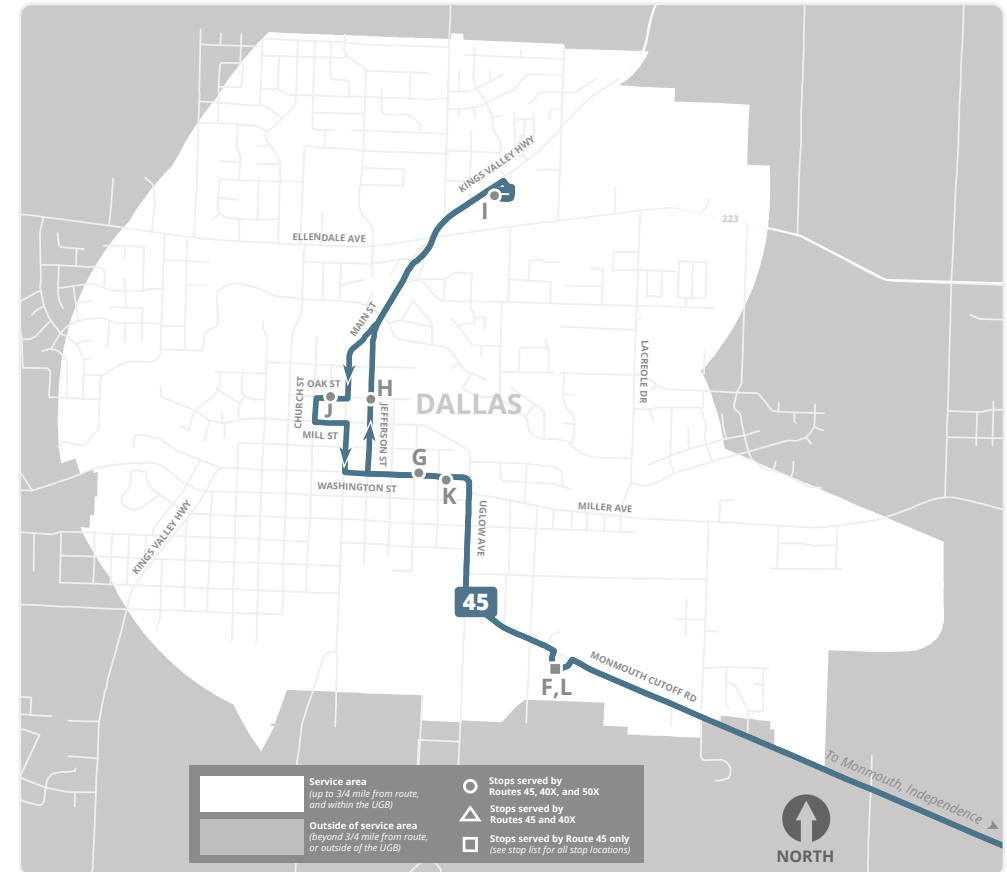 KINGS VALLEY HWY
I
223
ELLENDALE AVE
MAIN ST
LACREOLE DR
CHURCH ST
OAK ST
H
J
DALLAS
JEFFERSON ST
MILL ST
G
WASHINGTON ST
K
MILLER AVE
UGLOW AVE
KINGS VALLEY HWY
45
MONMOUTH CUTOFF RD
F,L
To Monmouth, Independence
Service area
(up to 3/4 mile from route,
and within the UGB)
Outside of service area
(beyond 3/4 mile from route,
or outside of the UGB)
Stops served by
Routes 45, 40X, and 50X
Stops served by
Routes 45 and 40X
Stops served by Route 45 only
(see stop list for all stop locations)
NORTH